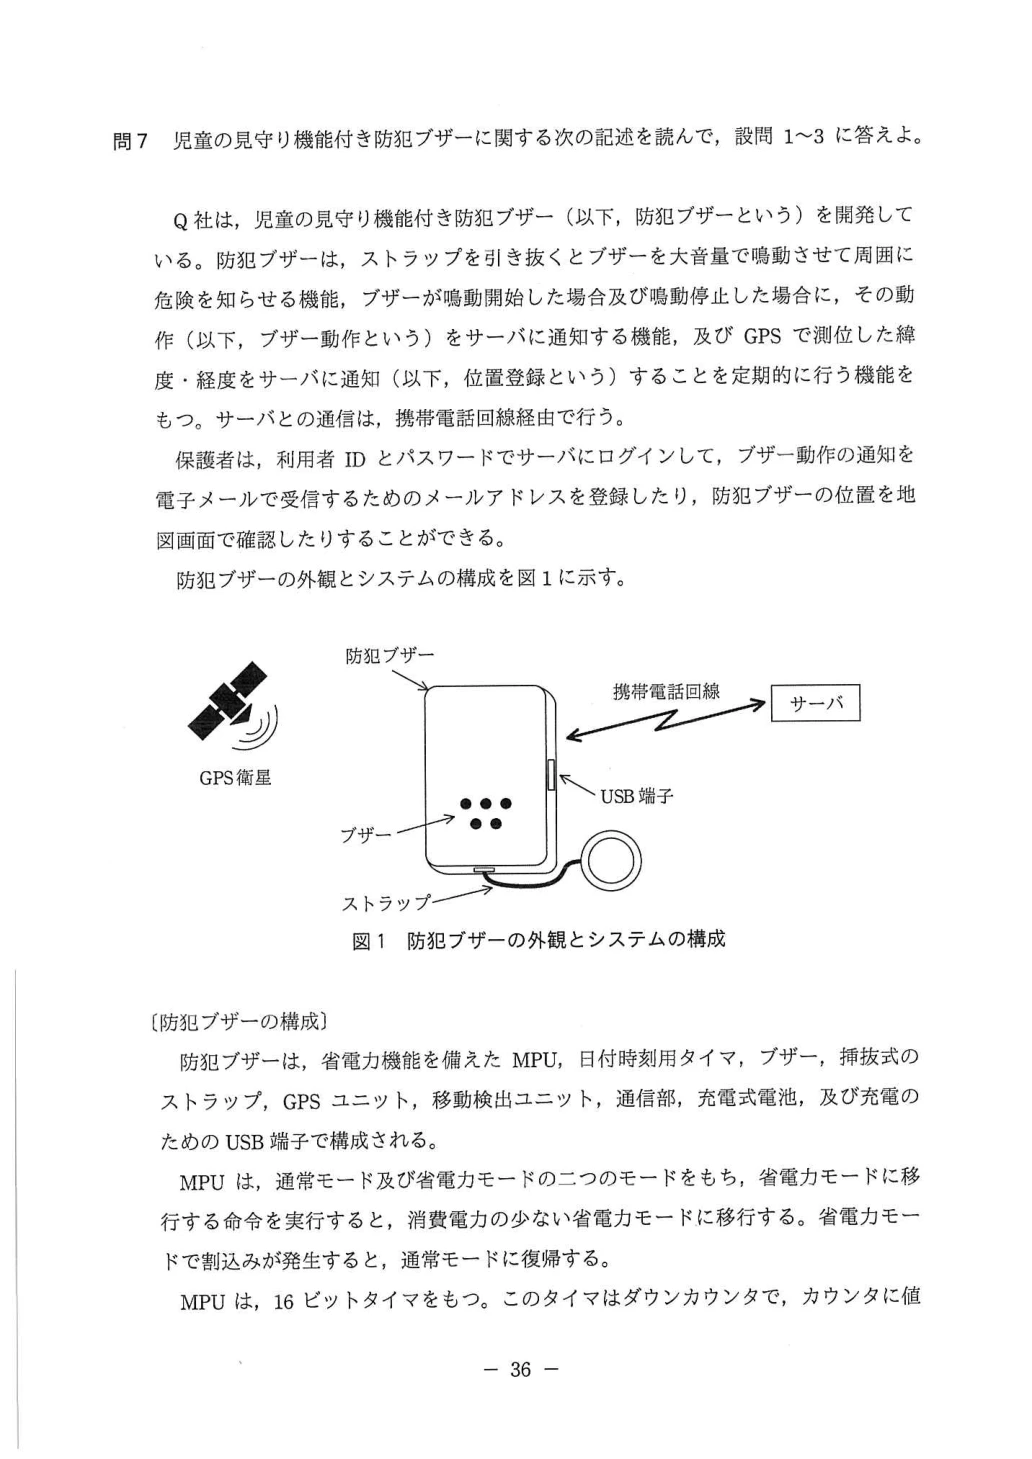 問7 児童の見守り機能付き防犯ブザーに関する次の記述を読んで，設問 1〜3 に答えよ。
Q 社は，児童の見守り機能付き防犯ブザー（以下，防犯ブザーという）を開発して
いる。防犯ブザーは，ストラップを引き抜くとブザーを大音量で鳴動させて周囲に
危険を知らせる機能，ブザーが鳴動開始した場合及び鳴動停止した場合に，その動
作（以下，ブザー動作という）をサーバに通知する機能，及び GPS で測位した緯
度・経度をサーバに通知（以下，位置登録という）することを定期的に行う機能を
もつ。サーバとの通信は，携帯電話回線経由で行う。
保護者は，利用者 ID とパスワードでサーバにログインして，ブザー動作の通知を
電子メールで受信するためのメールアドレスを登録したり，防犯ブザーの位置を地
図画面で確認したりすることができる。
防犯ブザーの外観とシステムの構成を図 1 に示す。
防犯ブザー
携帯電話回線
サーバ
GPS衛星
USB 端子
ブザー
ストラップ
図 1 防犯ブザーの外観とシステムの構成
〔防犯ブザーの構成〕
防犯ブザーは，省電力機能を備えた MPU，日付時刻用タイマ，ブザー，挿抜式の
ストラップ，GPS ユニット，移動検出ユニット，通信部，充電式電池，及び充電の
ための USB 端子で構成される。
MPU は，通常モード及び省電力モードの二つのモードをもち，省電力モードに移
行する命令を実行すると，消費電力の少ない省電力モードに移行する。省電力モー
ドで割込みが発生すると，通常モードに復帰する。
MPU は，16 ビットタイマをもつ。このタイマはダウンカウンタで，カウンタに値
− 36 −